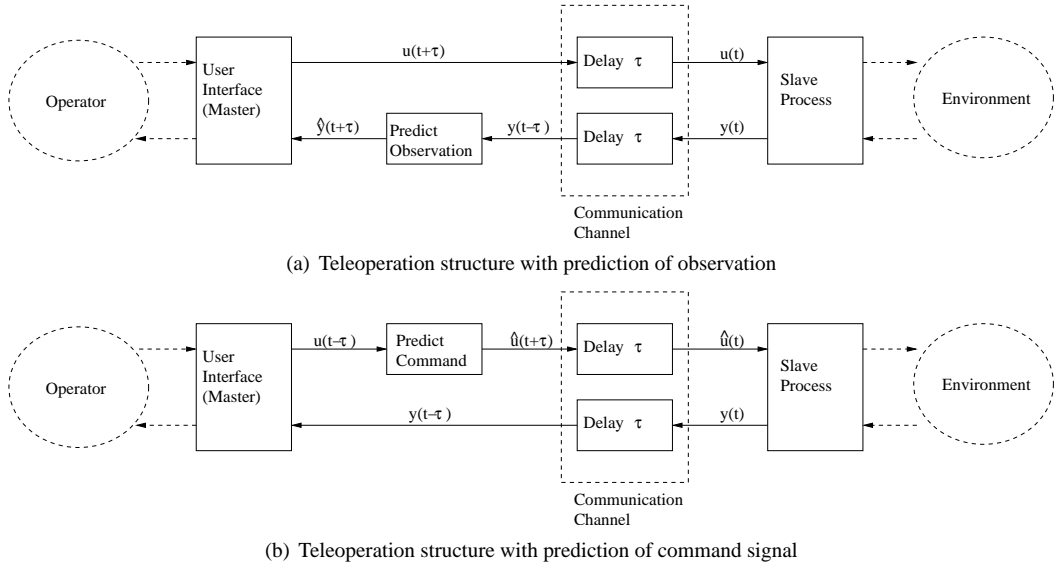 u(t+τ)
Delay τ
u(t)
User
Interface
(Master)
Operator
Slave
Process
Environment
ŷ(t+τ)
Predict
Observation
y(t−τ)
Delay τ
y(t)
Communication
Channel
(a) Teleoperation structure with prediction of observation
u(t−τ)
Predict
Command
û(t+τ)
Delay τ
û(t)
User
Interface
(Master)
Operator
Slave
Process
Environment
y(t−τ)
Delay τ
y(t)
Communication
Channel
(b) Teleoperation structure with prediction of command signal